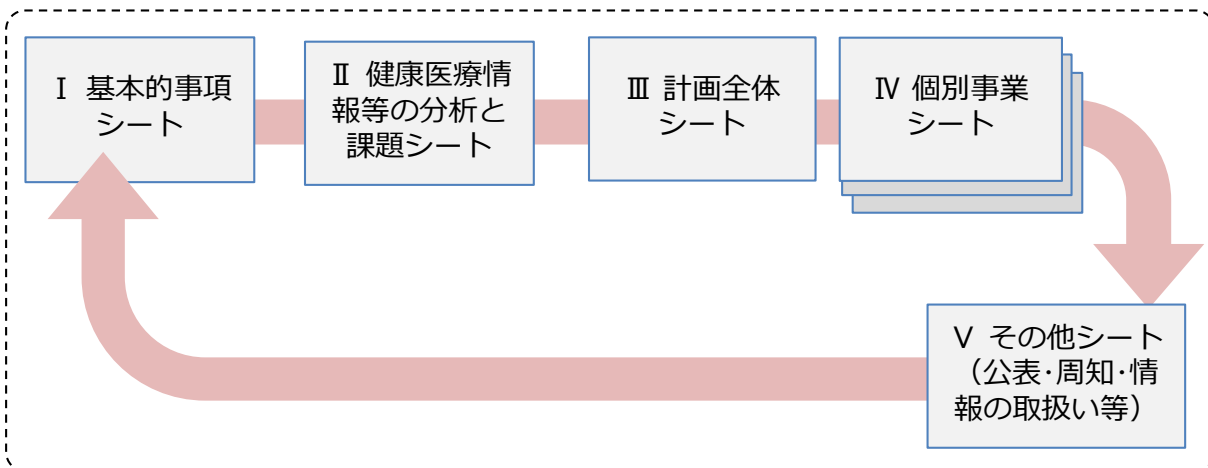 Ⅰ 基本的事項
シート
Ⅱ 健康医療情
報等の分析と
課題シート
Ⅲ 計画全体
シート
Ⅳ 個別事業
シート
Ⅴ その他シート
（公表･周知･情
報の取扱い等）